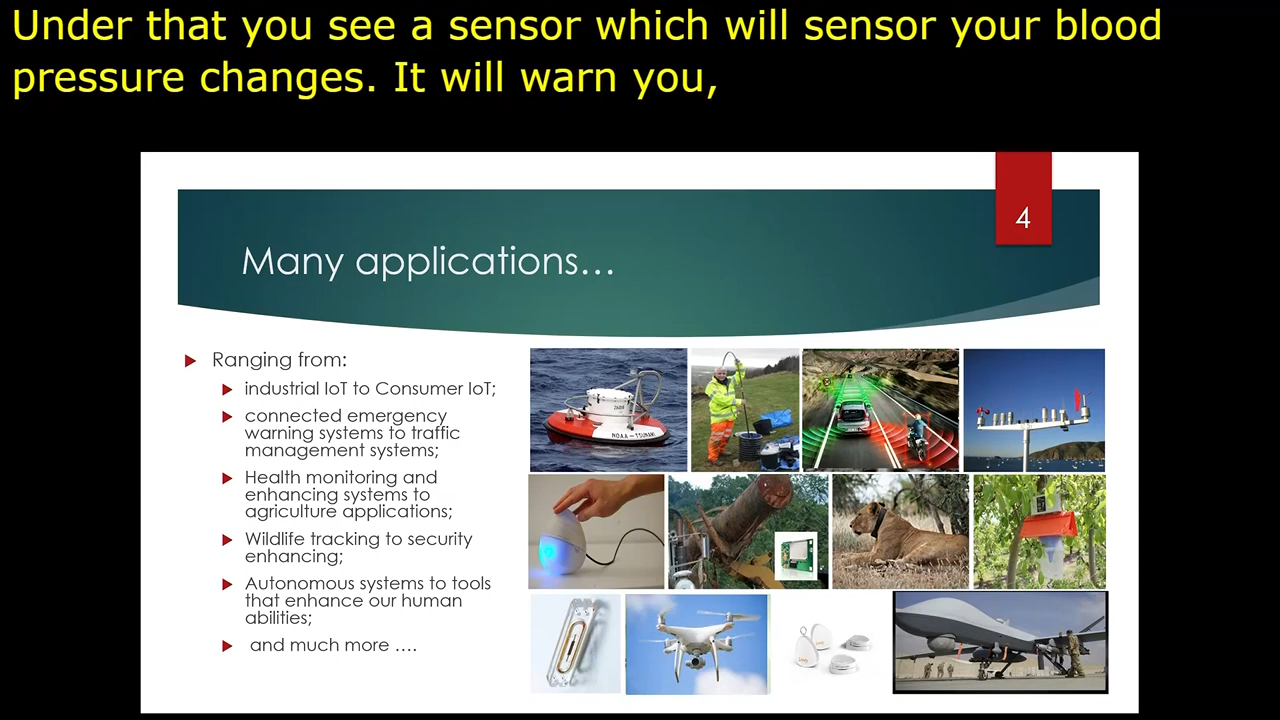 Under that you see a sensor which will sensor your blood
pressure changes. It will warn you,
4
Many applications...
Ranging from:
industrial IoT to Consumer IoT;
connected emergency
warning systems to traffic
management systems;
Health monitoring and
enhancing systems to
agriculture applications;
Wildlife tracking to security
enhancing;
Autonomous systems to tools
that enhance our human
abilities;
and much more ....
NOAA - TSUNAMI